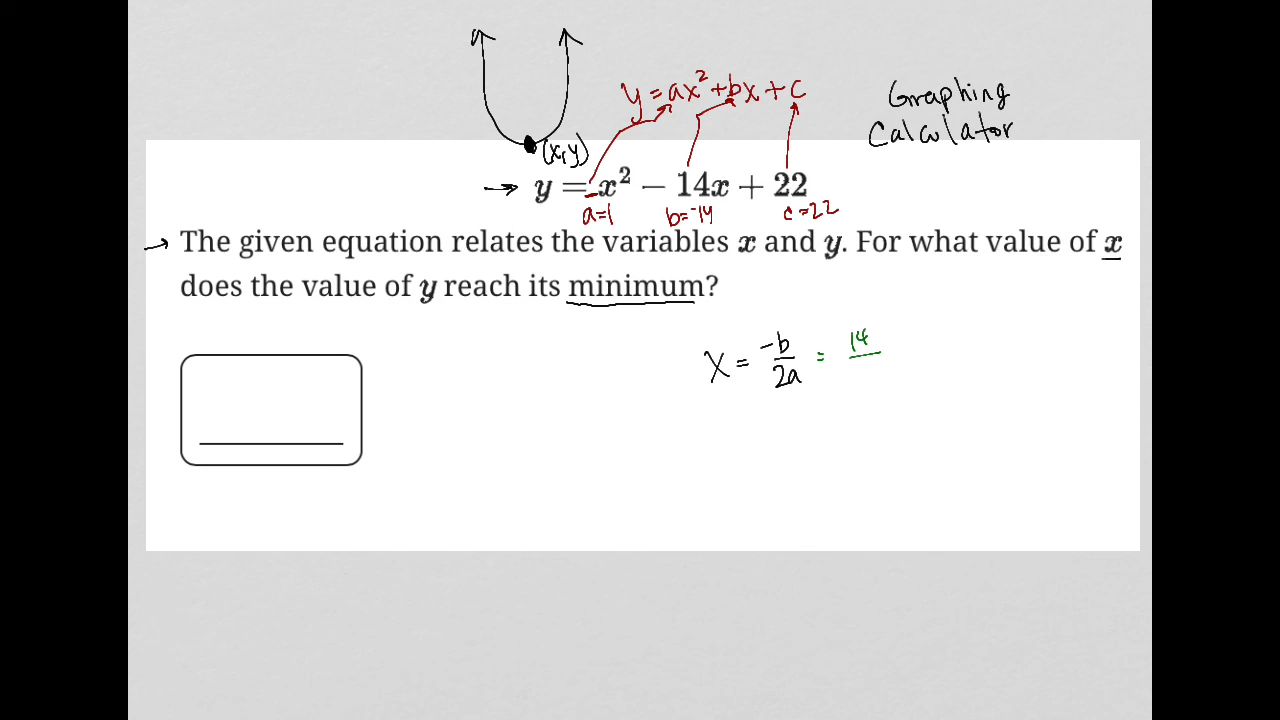 y = ax² + bx + c
Graphing
Calculator
(x,y)
→ y = x² − 14x + 22
a=1 b=-14 c=22
→ The given equation relates the variables x and y. For what value of x
does the value of y reach its minimum?
X = -b/2a = 14